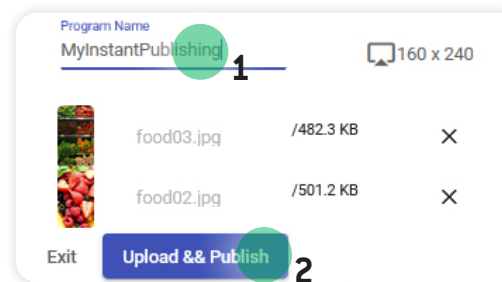 Program Name
MyInstantPublishing
1
160 x 240
food03.jpg /482.3 KB
food02.jpg /501.2 KB
Exit Upload && Publish
2